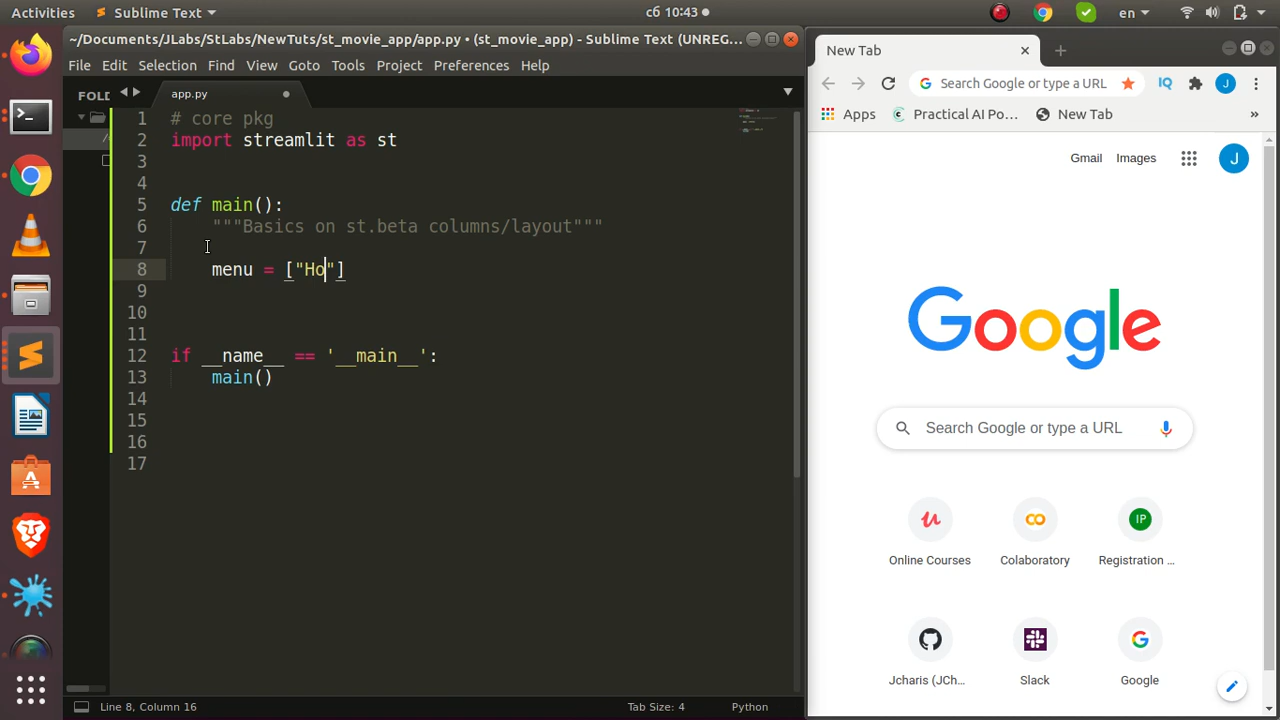 Activities
Sublime Text
сб 10:43
en
~/Documents/JLabs/StLabs/NewTuts/st_movie_app/app.py • (st_movie_app) - Sublime Text (UNREG...
File Edit Selection Find View Goto Tools Project Preferences Help
FOLD
app.py
1 # core pkg
2 import streamlit as st
3
4
5 def main():
6 """Basics on st.beta columns/layout"""
7
8 menu = ["Ho"]
9
10
11
12 if __name__ == '__main__':
13 main()
14
15
16
17
Line 8, Column 16
Tab Size: 4
Python
New Tab
Search Google or type a URL
IQ
J
Apps
Practical AI Po...
New Tab
»
Gmail
Images
J
Google
Search Google or type a URL
Online Courses
Colaboratory
IP
Registration ...
Jcharis (JCh...
Slack
Google